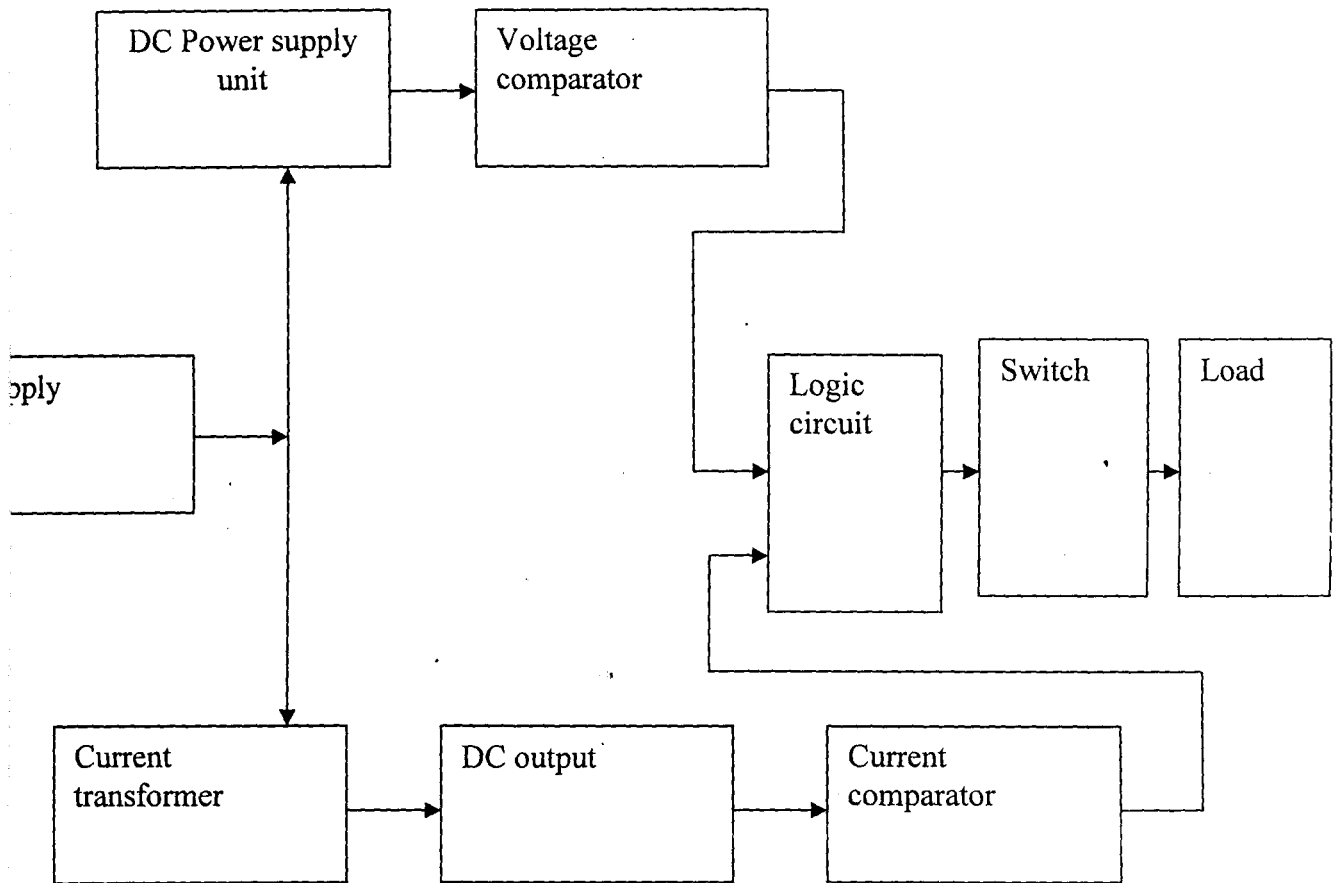 DC Power supply
unit
Voltage
comparator
Logic
circuit
Switch
Load
Current
transformer
DC output
Current
comparator